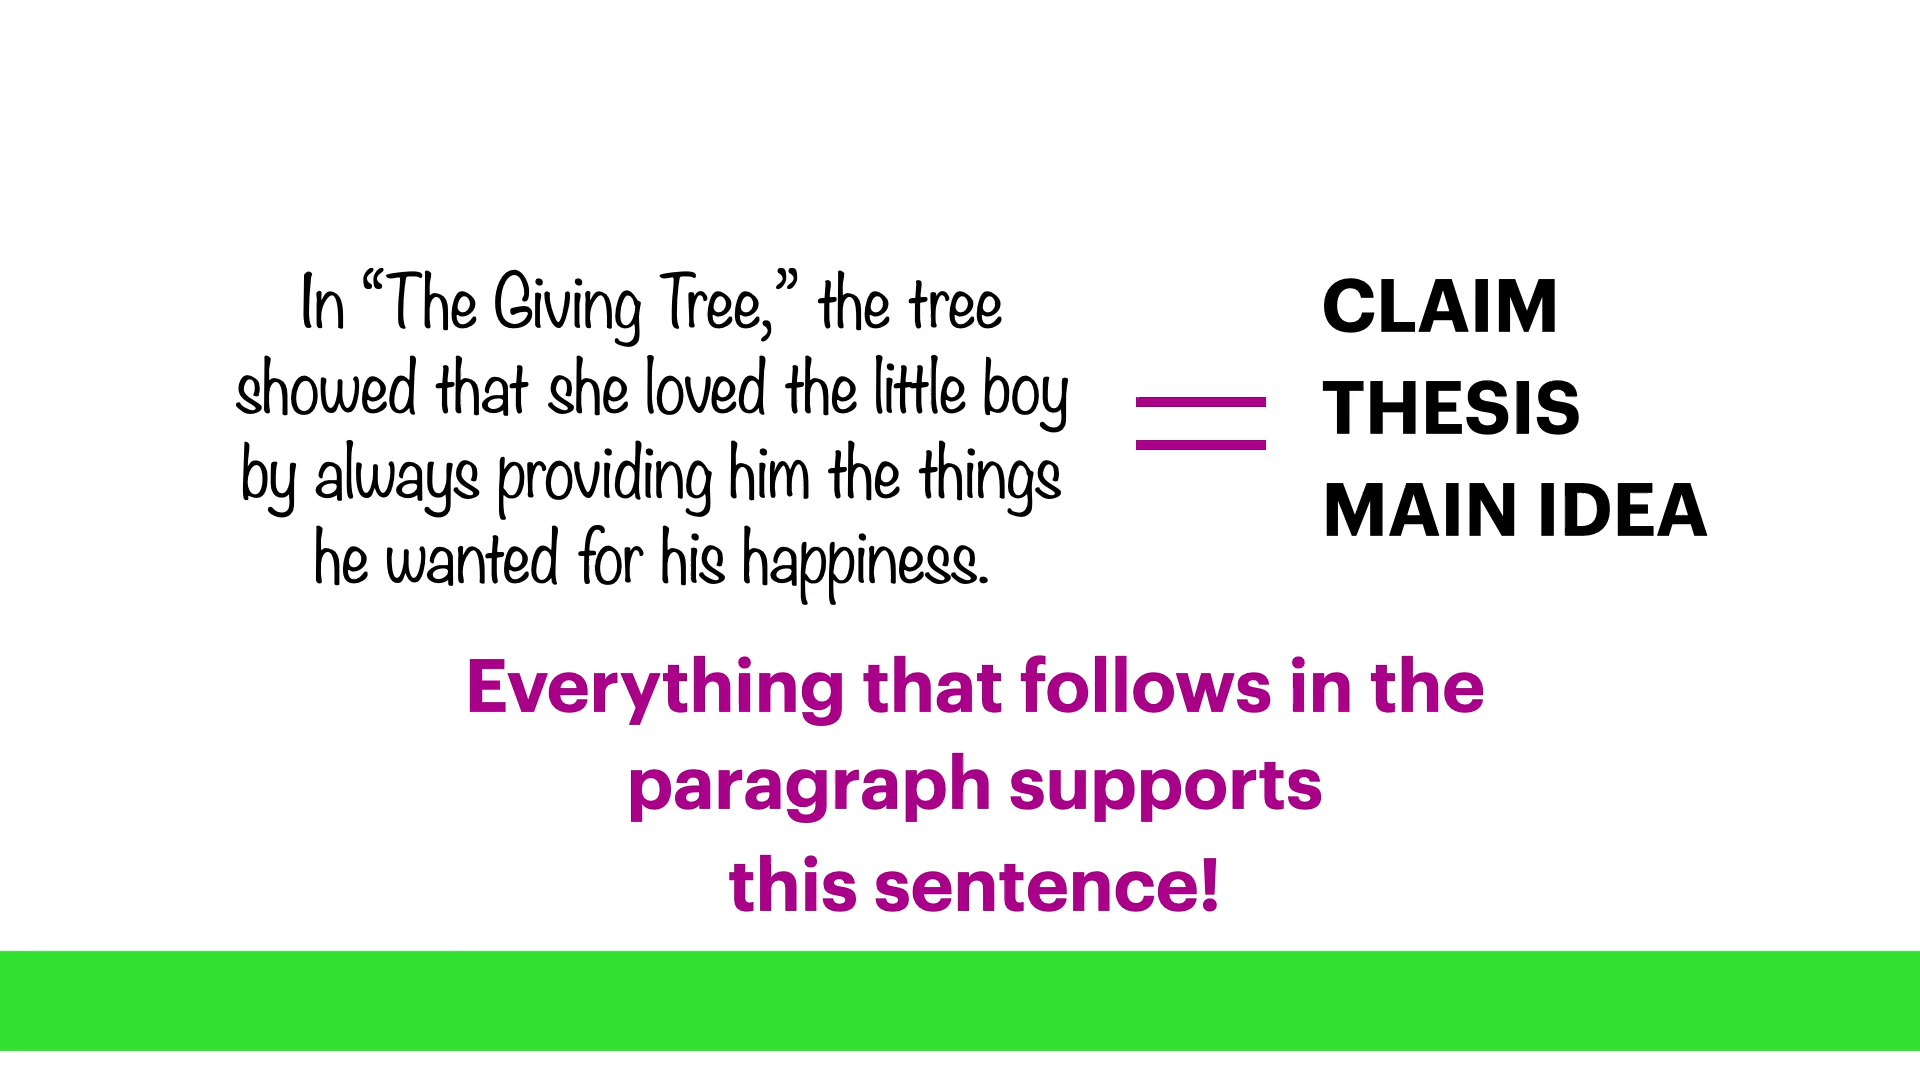 In “The Giving Tree,” the tree
showed that she loved the little boy
by always providing him the things
he wanted for his happiness.
CLAIM
THESIS
MAIN IDEA
Everything that follows in the
paragraph supports
this sentence!